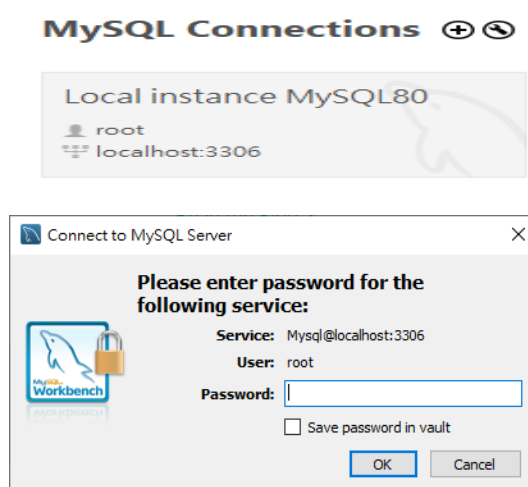 MySQL Connections
Local instance MySQL80
root
localhost:3306
Connect to MySQL Server
Please enter password for the
following service:
Service: Mysql@localhost:3306
User: root
Password:
MySQL
Workbench
Save password in vault
OK Cancel